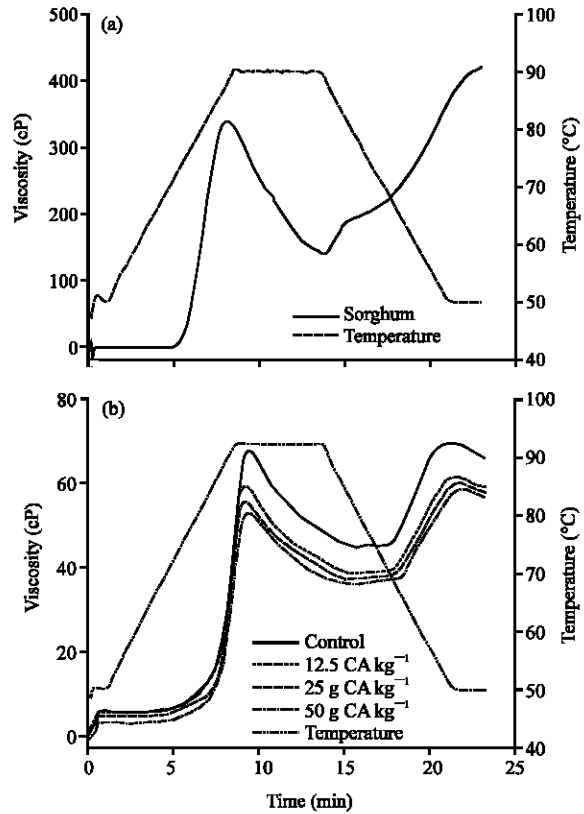 (a)
500
400
300
200
100
0
Viscosity (cP)
100
90
80
70
60
50
40
Temperature (°C)
Sorghum
Temperature
(b)
80
60
40
20
0
Viscosity (cP)
100
90
80
70
60
50
40
Temperature (°C)
Control
12.5 CA kg⁻¹
25 g CA kg⁻¹
50 g CA kg⁻¹
Temperature
0 5 10 15 20 25
Time (min)